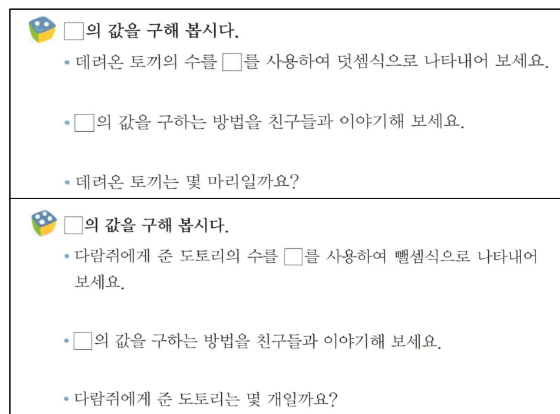 □의 값을 구해 봅시다.
• 데려온 토끼의 수를 □를 사용하여 덧셈식으로 나타내어 보세요.
• □의 값을 구하는 방법을 친구들과 이야기해 보세요.
• 데려온 토끼는 몇 마리일까요?
□의 값을 구해 봅시다.
• 다람쥐에게 준 도토리의 수를 □를 사용하여 뺄셈식으로 나타내어
보세요.
• □의 값을 구하는 방법을 친구들과 이야기해 보세요.
• 다람쥐에게 준 도토리는 몇 개일까요?